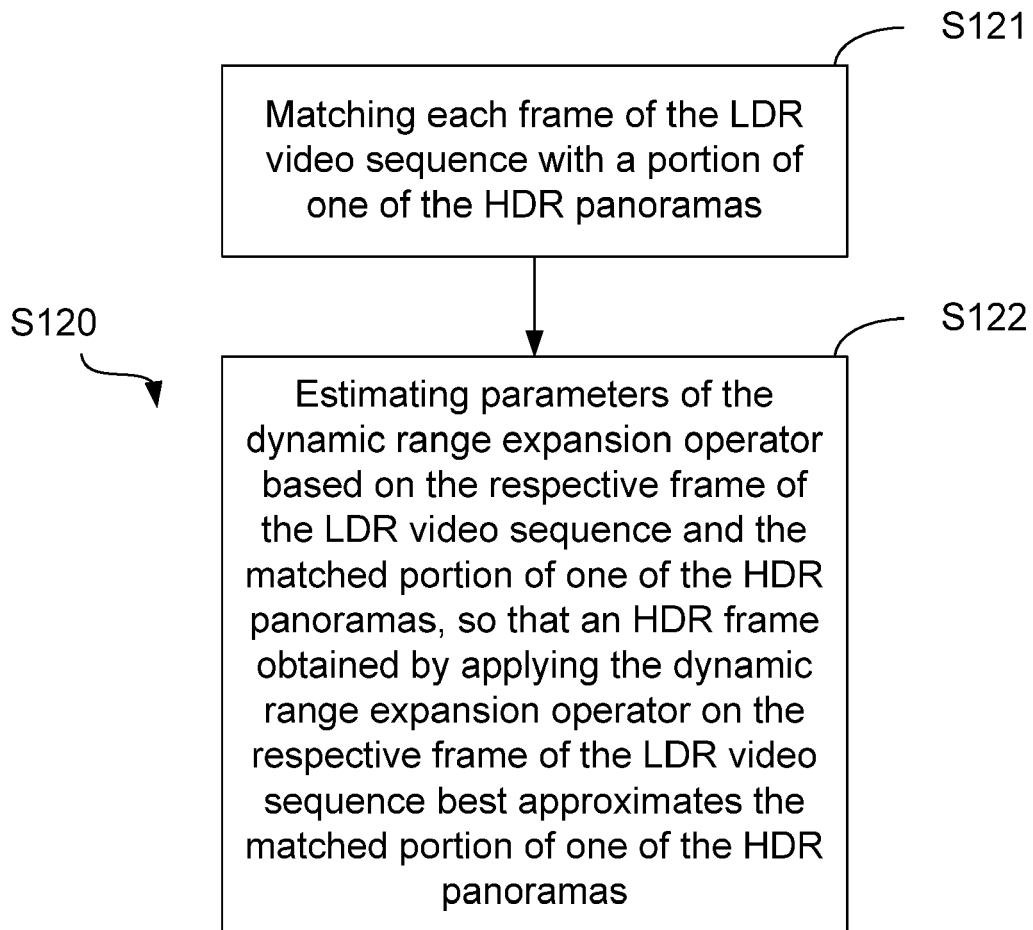 S121
Matching each frame of the LDR
video sequence with a portion of
one of the HDR panoramas
S120
S122
Estimating parameters of the
dynamic range expansion operator
based on the respective frame of
the LDR video sequence and the
matched portion of one of the HDR
panoramas, so that an HDR frame
obtained by applying the dynamic
range expansion operator on the
respective frame of the LDR video
sequence best approximates the
matched portion of one of the HDR
panoramas